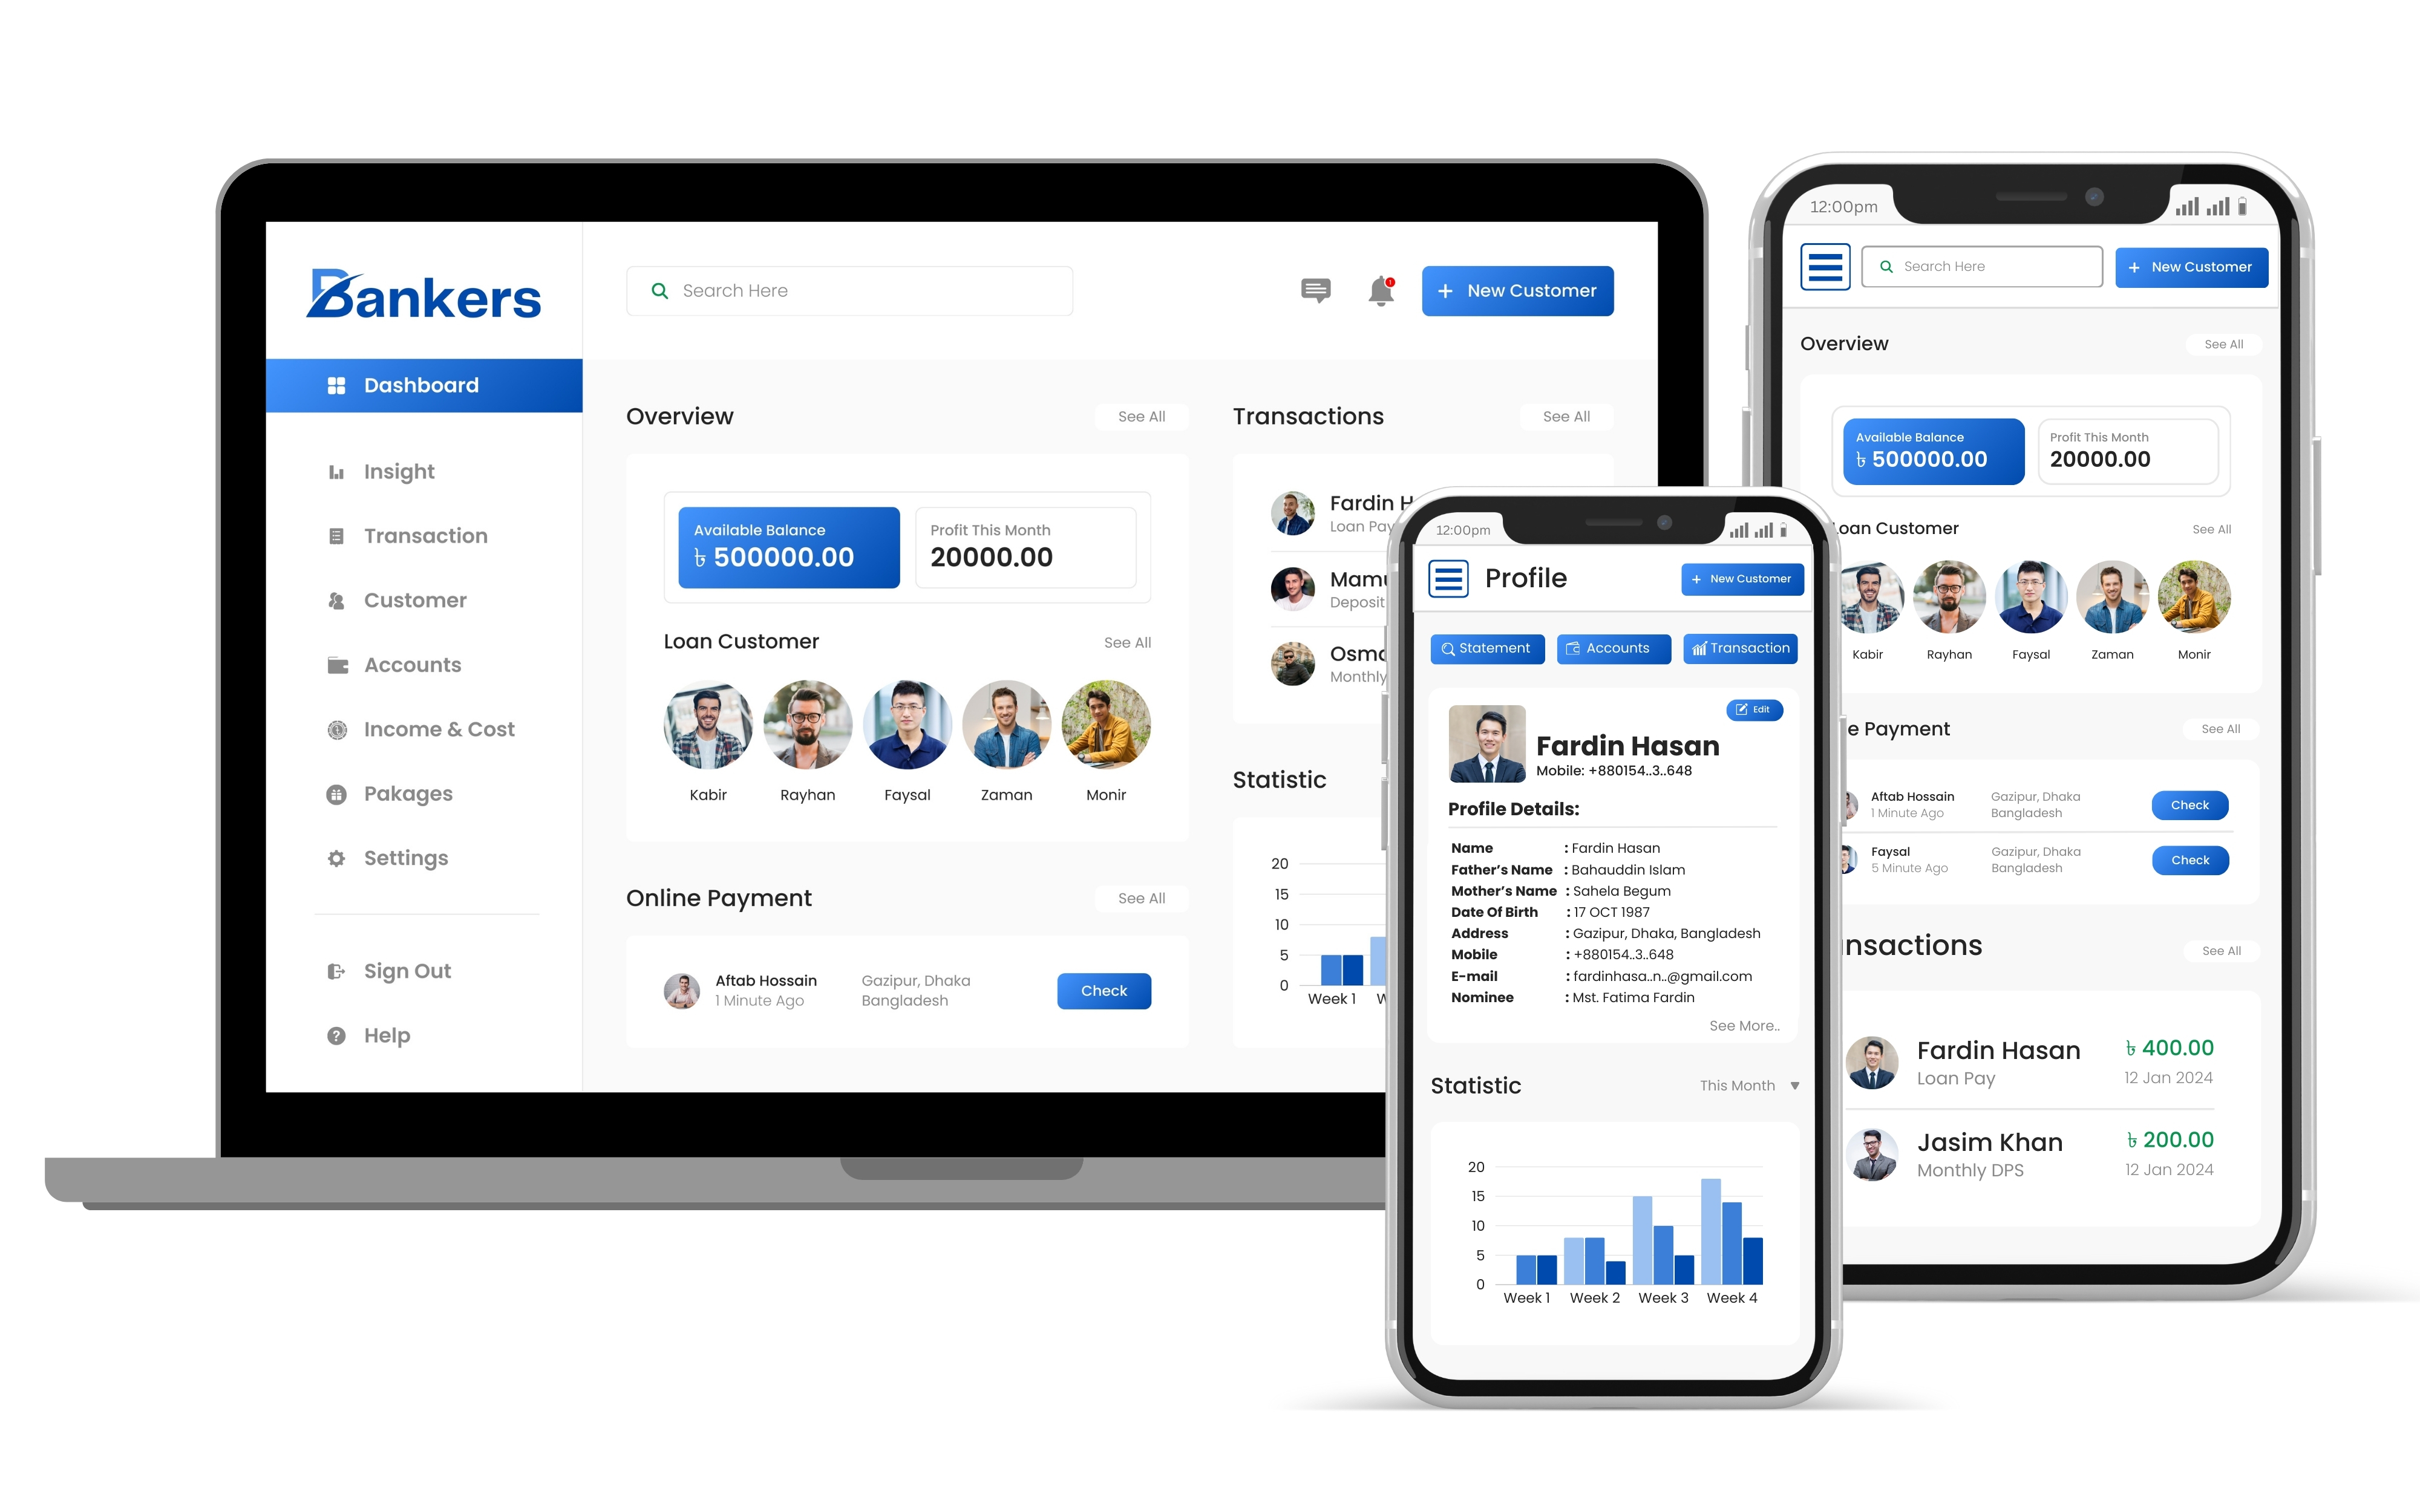 Bankers
Dashboard
Insight
Transaction
Customer
Accounts
Income & Cost
Pakages
Settings
Sign Out
Help
Search Here
+ New Customer
Overview
See All
Available Balance
৳ 500000.00
Profit This Month
20000.00
Loan Customer
See All
Kabir
Rayhan
Faysal
Zaman
Monir
Online Payment
See All
Aftab Hossain
1 Minute Ago
Gazipur, Dhaka
Bangladesh
Check
Transactions
See All
Fardin H
Loan Pay
Mamu
Deposit
Osma
Monthly
Statistic
20
15
10
5
0
Week 1 W
12:00pm
Profile
+ New Customer
Statement
Accounts
Transaction
Edit
Fardin Hasan
Mobile: +880154..3..648
Profile Details:
Name : Fardin Hasan
Father's Name : Bahauddin Islam
Mother's Name : Sahela Begum
Date Of Birth : 17 OCT 1987
Address : Gazipur, Dhaka, Bangladesh
Mobile : +880154..3..648
E-mail : fardinhasa..n..@gmail.com
Nominee : Mst. Fatima Fardin
See More..
Statistic
This Month ▼
20
15
10
5
0
Week 1 Week 2 Week 3 Week 4
12:00pm
Search Here
+ New Customer
Overview
See All
Available Balance
৳ 500000.00
Profit This Month
20000.00
Loan Customer
See All
Kabir
Rayhan
Faysal
Zaman
Monir
e Payment
See All
Aftab Hossain
1 Minute Ago
Gazipur, Dhaka
Bangladesh
Check
Faysal
5 Minute Ago
Gazipur, Dhaka
Bangladesh
Check
nsactions
See All
Fardin Hasan
Loan Pay
৳ 400.00
12 Jan 2024
Jasim Khan
Monthly DPS
৳ 200.00
12 Jan 2024